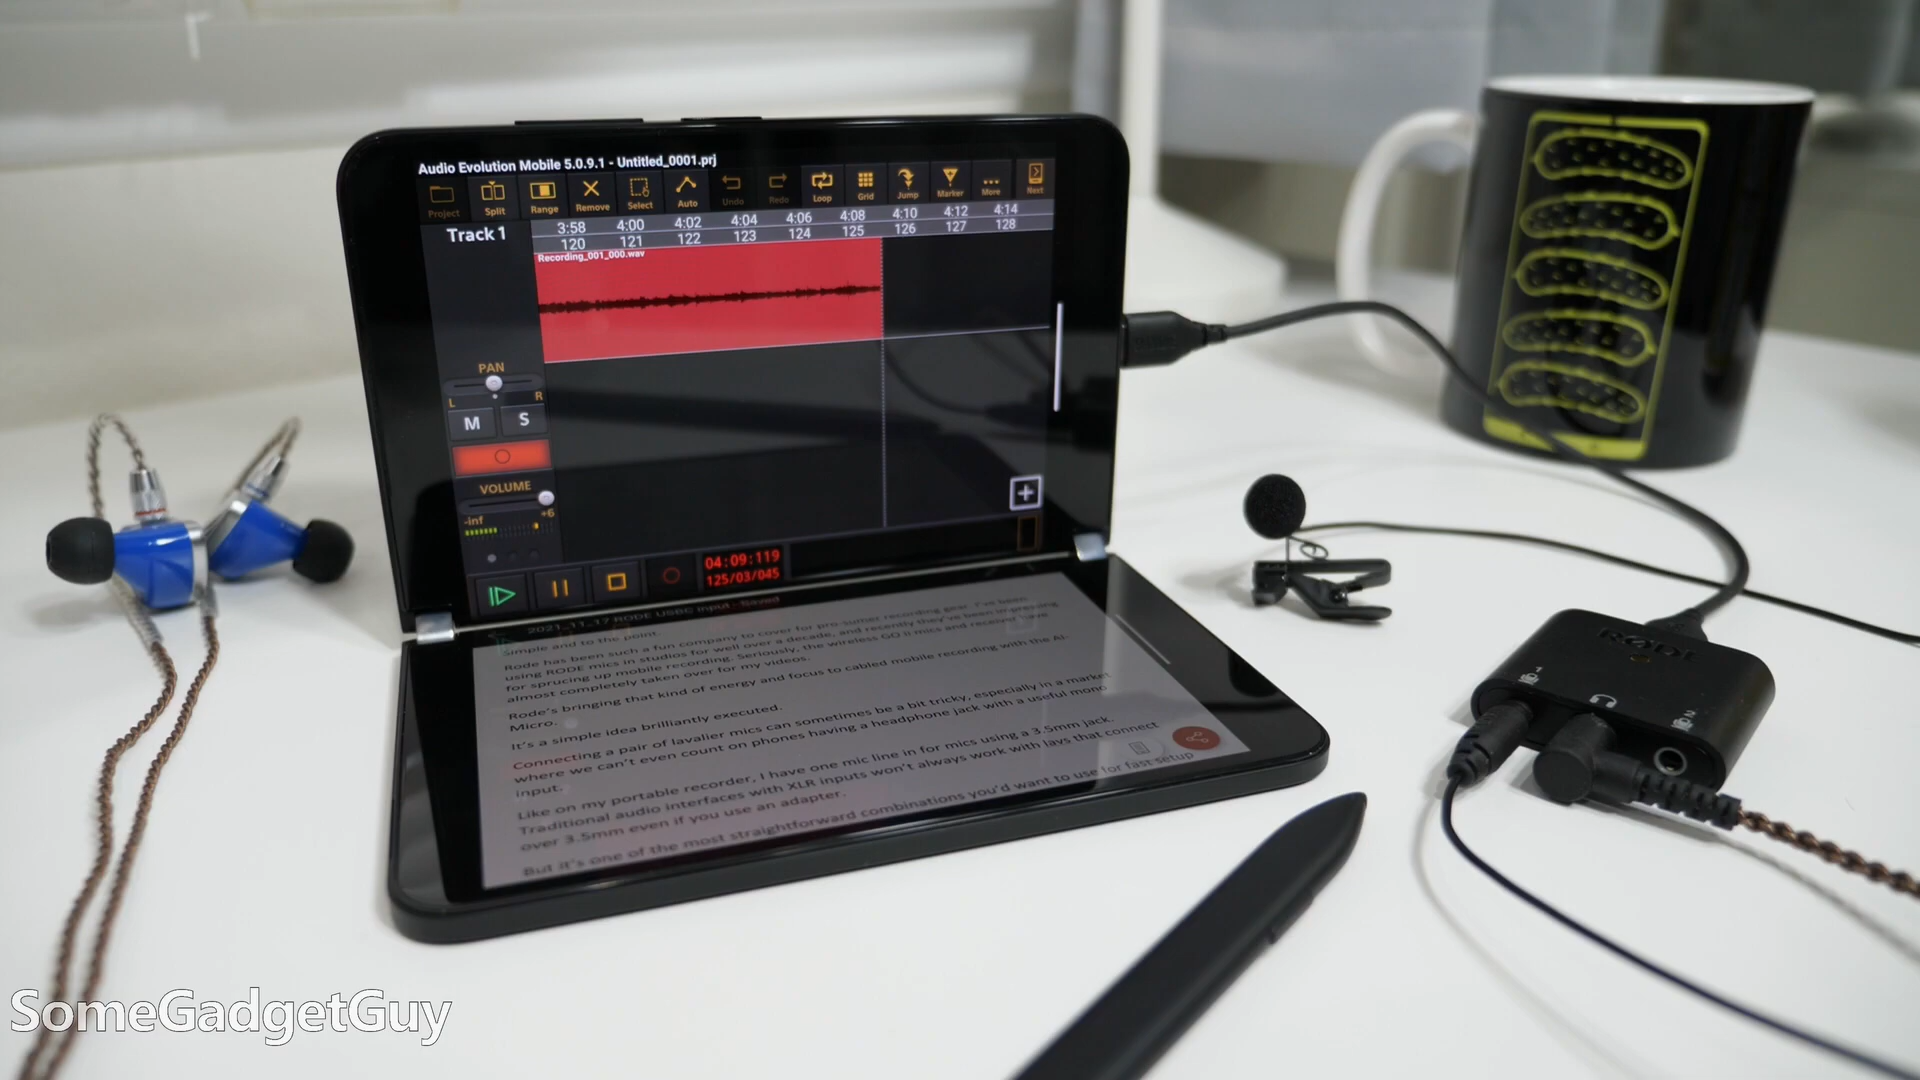 Audio Evolution Mobile 5.0.9.1 - Untitled_0001.prj
Project Split Range Remove Select Auto Undo Redo Loop Grid Jump Marker More Next
3:58 4:00 4:02 4:04 4:06 4:08 4:10 4:12 4:14
Track 1
120 121 122 123 124 125 126 127 128
Recording_001_000.wav
PAN
L R
M S
VOLUME
-inf +6
04:09:119
125/03/045
2021_11_17 RODE USBC Input - Saved
Simple and to the point.
Rode has been such a fun company to cover for pro-sumer recording gear. I've been
using RODE mics in studios for well over a decade, and recently they've been impressing
for sprucing up mobile recording. Seriously, the wireless GO ii mics and receiver have
almost completely taken over for my videos.
Rode's bringing that kind of energy and focus to cabled mobile recording with the AI-
Micro.
It's a simple idea brilliantly executed.
Connecting a pair of lavalier mics can sometimes be a bit tricky, especially in a market
where we can't even count on phones having a headphone jack with a useful mono
input.
Like on my portable recorder, I have one mic line in for mics using a 3.5mm jack.
Traditional audio interfaces with XLR inputs won't always work with lavs that connect
over 3.5mm even if you use an adapter.
But it's one of the most straightforward combinations you'd want to use for fast setup
RODE
1
2
SomeGadgetGuy